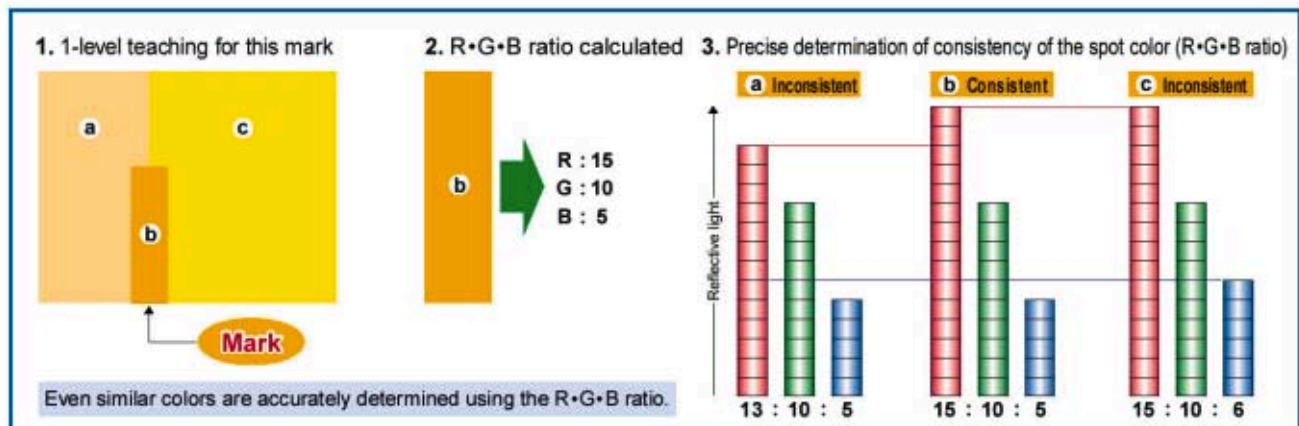 1. 1-level teaching for this mark
a
c
b
Mark
Even similar colors are accurately determined using the R•G•B ratio.
2. R•G•B ratio calculated
b
R : 15
G : 10
B : 5
3. Precise determination of consistency of the spot color (R•G•B ratio)
a Inconsistent
b Consistent
c Inconsistent
Reflective light
13 : 10 : 5
15 : 10 : 5
15 : 10 : 6